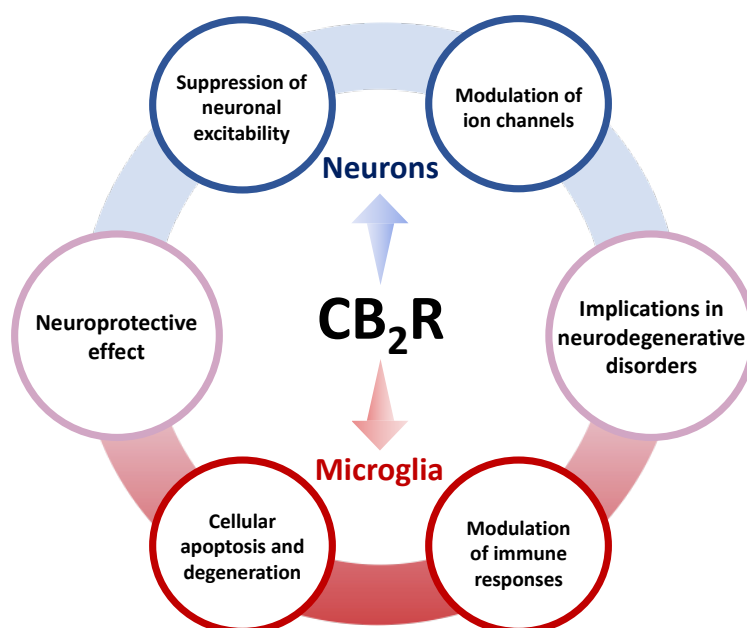 Suppression of
neuronal
excitability
Modulation of
ion channels
Neurons
Neuroprotective
effect
CB₂R
Implications in
neurodegenerative
disorders
Microglia
Cellular
apoptosis and
degeneration
Modulation
of immune
responses